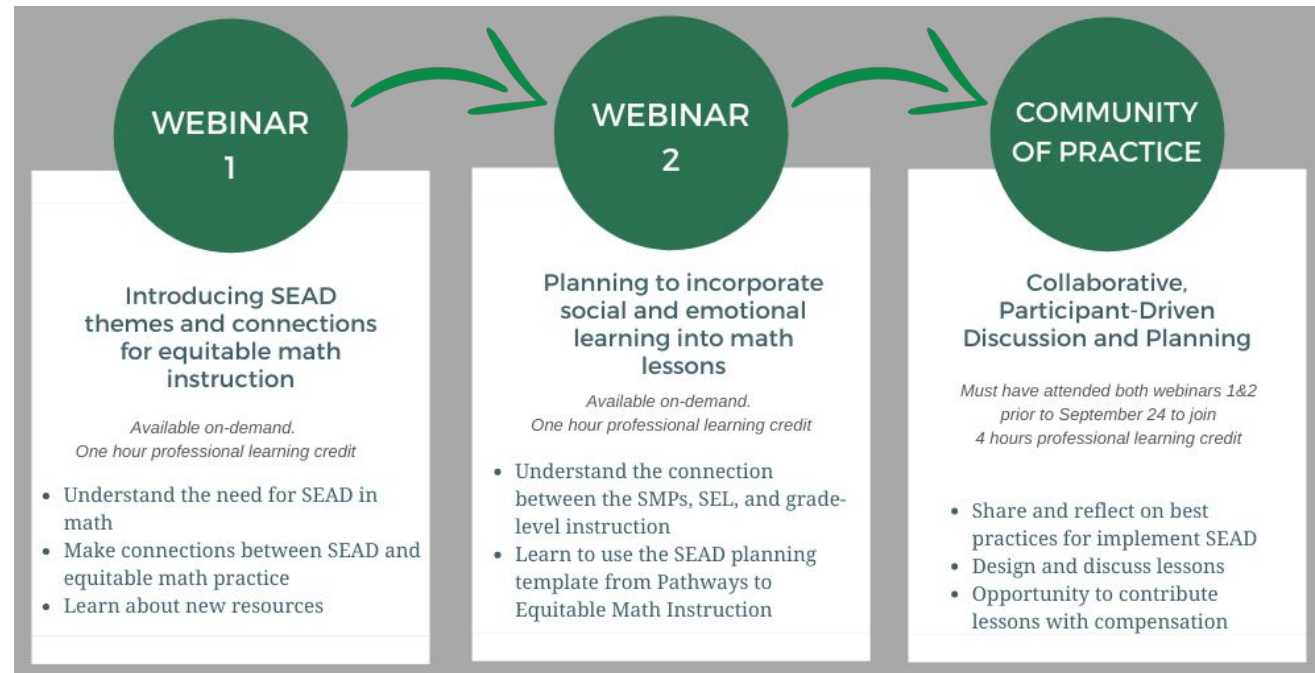 WEBINAR
1
Introducing SEAD
themes and connections
for equitable math
instruction
Available on-demand.
One hour professional learning credit
• Understand the need for SEAD in
math
• Make connections between SEAD and
equitable math practice
• Learn about new resources
WEBINAR
2
Planning to incorporate
social and emotional
learning into math
lessons
Available on-demand.
One hour professional learning credit
• Understand the connection
between the SMPs, SEL, and grade-
level instruction
• Learn to use the SEAD planning
template from Pathways to
Equitable Math Instruction
COMMUNITY
OF PRACTICE
Collaborative,
Participant-Driven
Discussion and Planning
Must have attended both webinars 1&2
prior to September 24 to join
4 hours professional learning credit
• Share and reflect on best
practices for implement SEAD
• Design and discuss lessons
• Opportunity to contribute
lessons with compensation